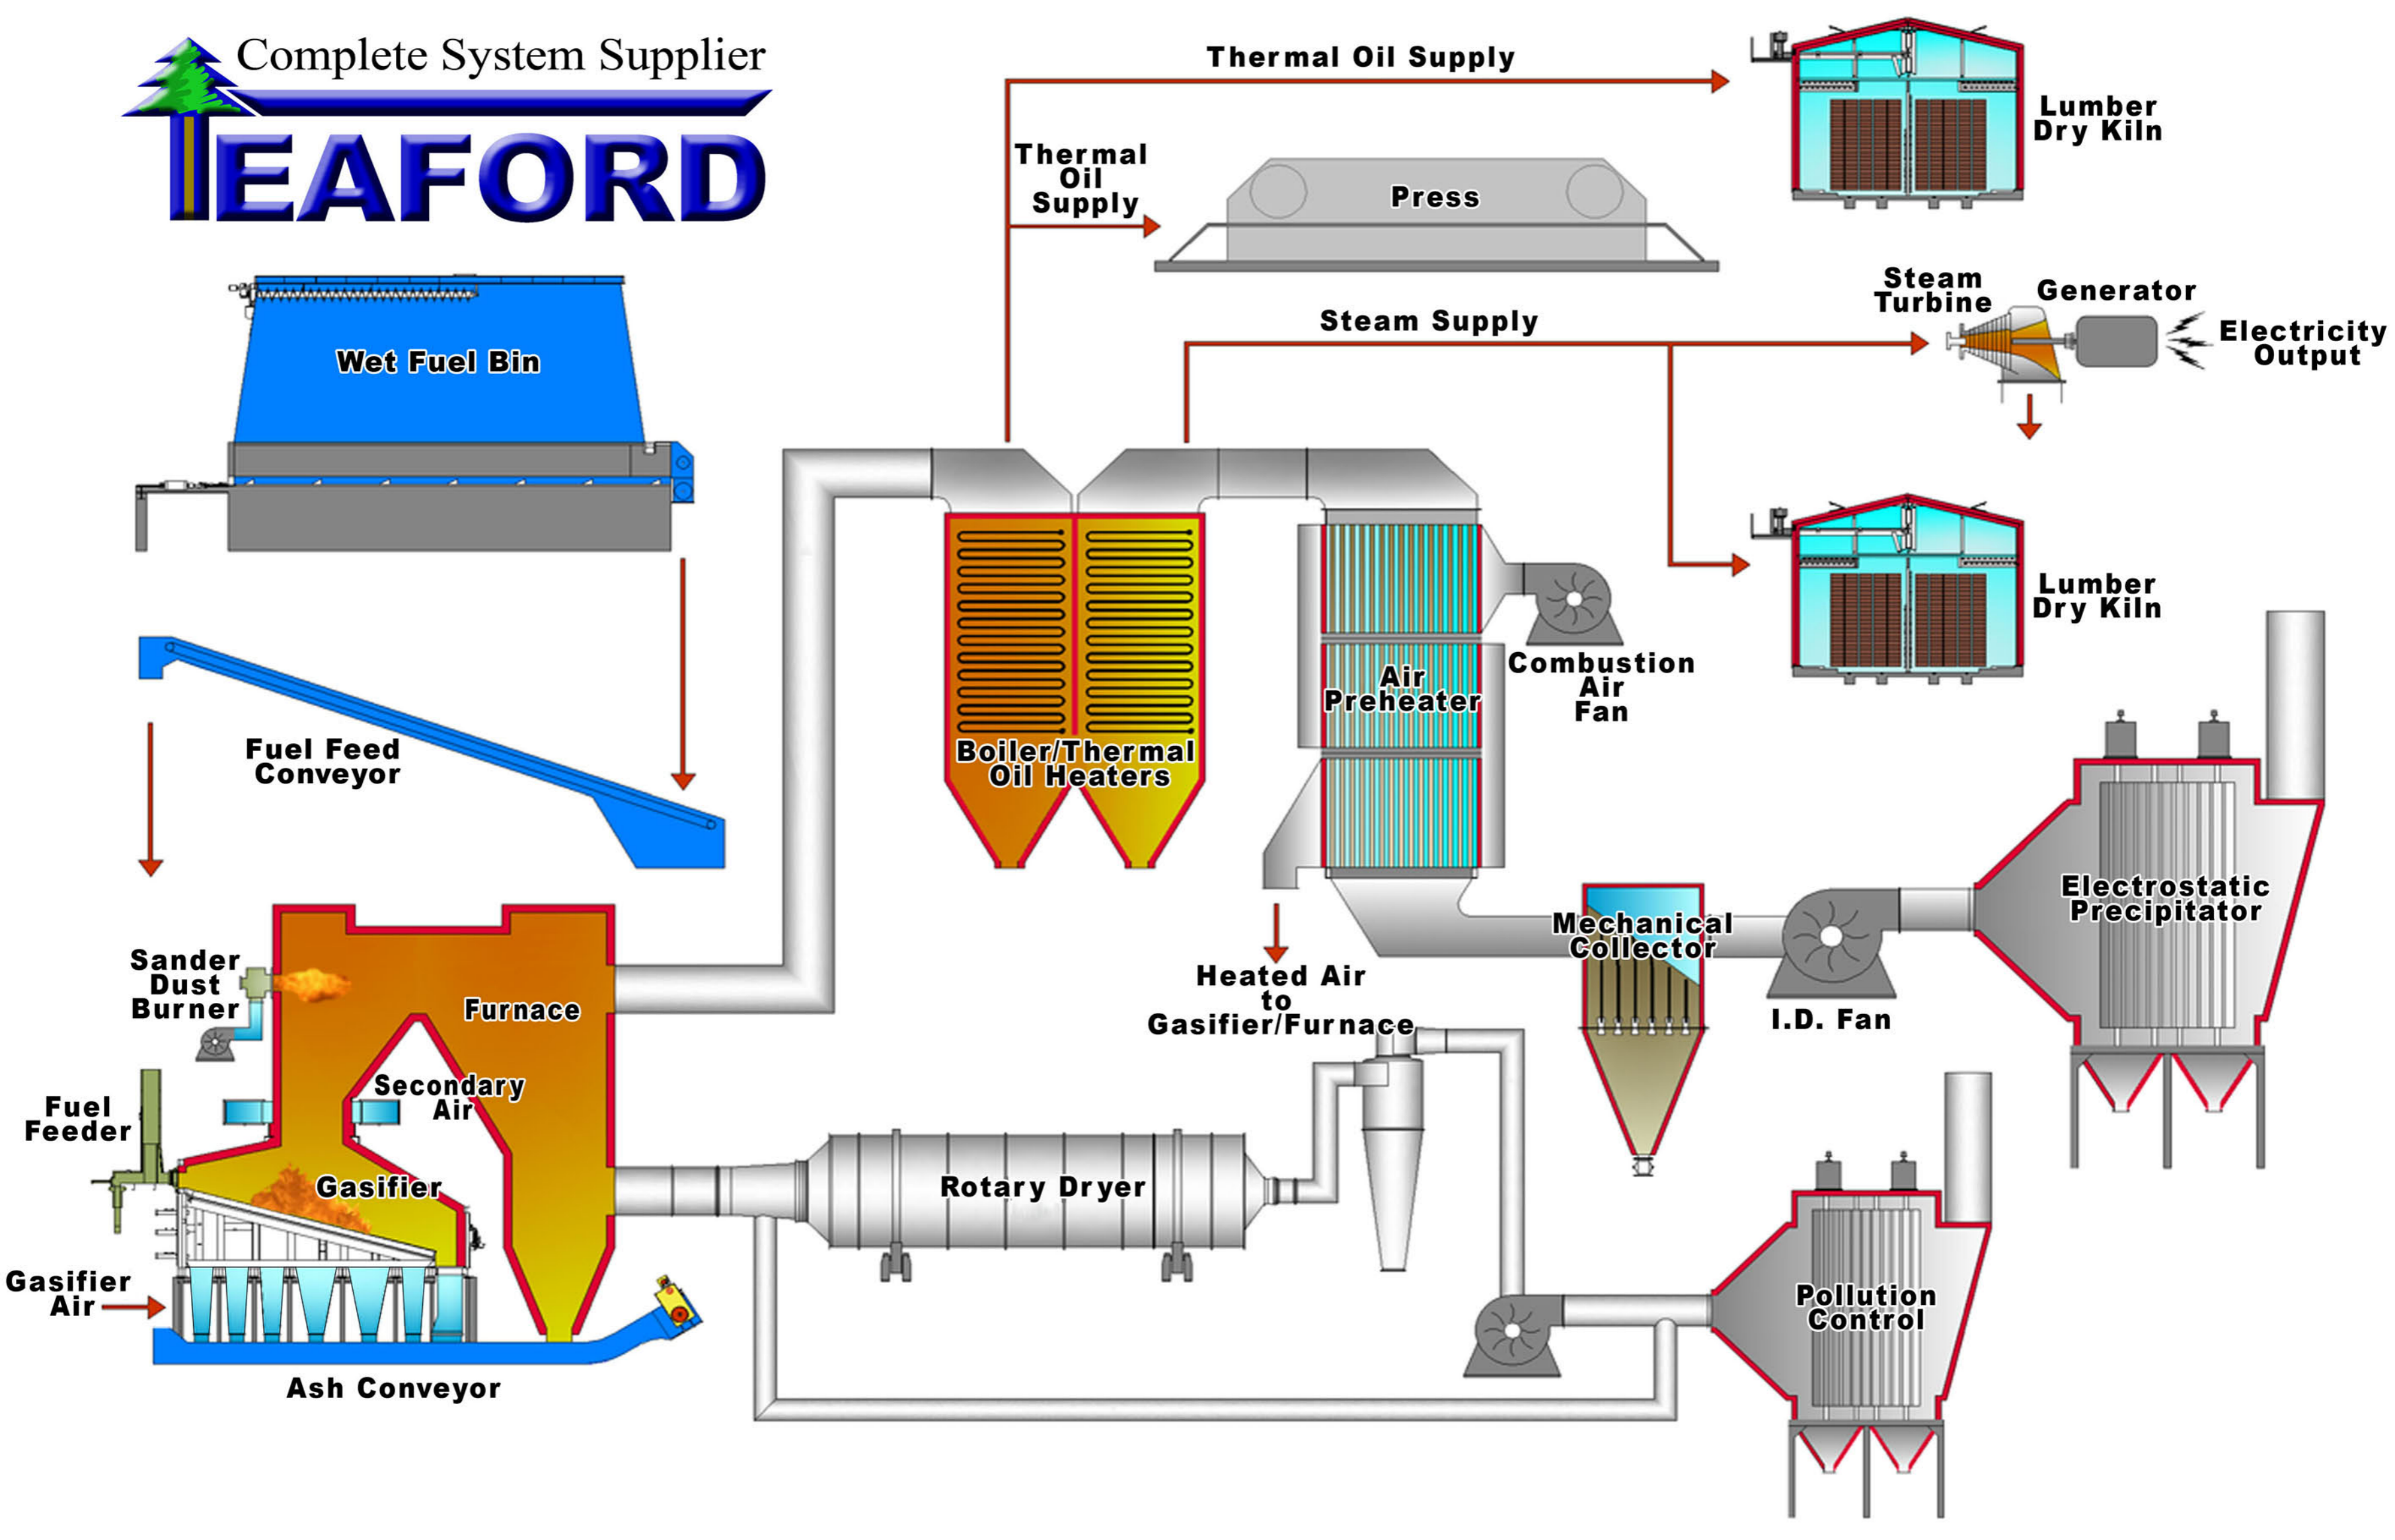 Complete System Supplier
TEAFORD
Thermal Oil Supply
Lumber
Dry Kiln
Thermal
Oil
Supply
Press
Steam
Turbine
Generator
Electricity
Output
Steam Supply
Wet Fuel Bin
Lumber
Dry Kiln
Combustion
Air
Fan
Air
Preheater
Boiler/Thermal
Oil Heaters
Fuel Feed
Conveyor
Electrostatic
Precipitator
Mechanical
Collector
I.D. Fan
Heated Air
to
Gasifier/Furnace
Sander
Dust
Burner
Furnace
Secondary
Air
Fuel
Feeder
Gasifier
Rotary Dryer
Gasifier
Air
Pollution
Control
Ash Conveyor